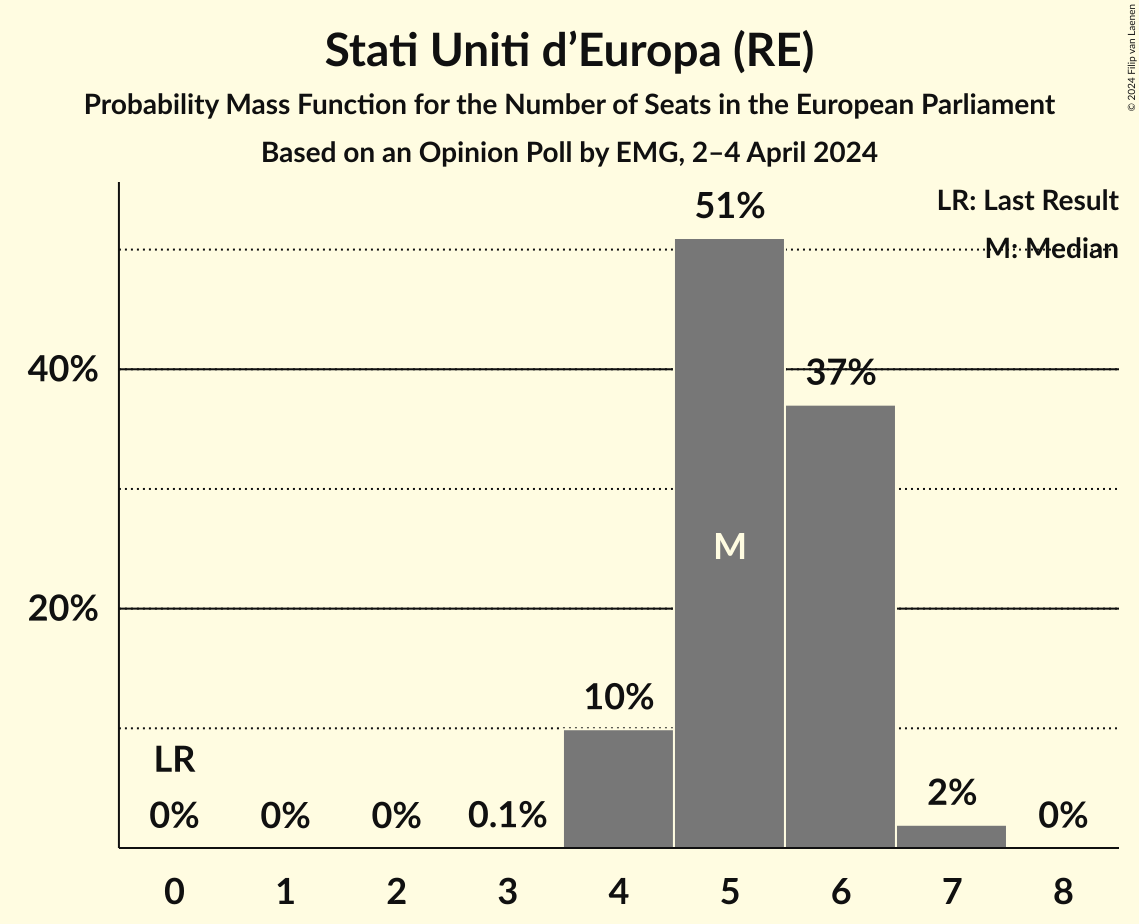 Stati Uniti d’Europa (RE)
Probability Mass Function for the Number of Seats in the European Parliament
Based on an Opinion Poll by EMG, 2–4 April 2024
© 2024 Filip van Laenen
LR: Last Result
M: Median
51%
40%
37%
M
20%
10%
LR
0%
0%
0%
0.1%
2%
0%
0
1
2
3
4
5
6
7
8